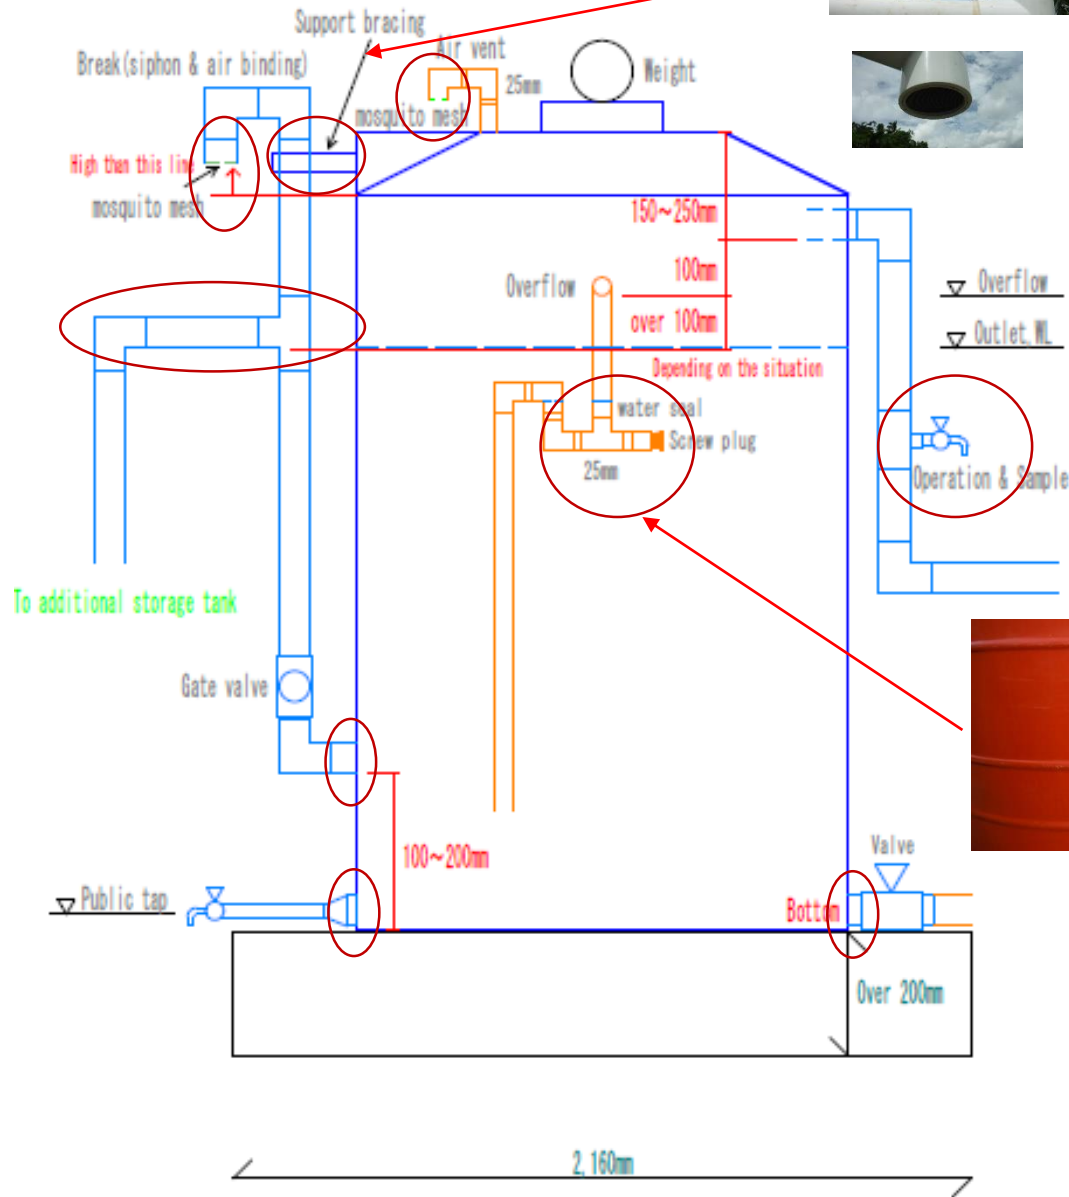 Support bracing
Air vent
Break(siphon & air binding)
Weight
25mm
mosquito mesh
High than this line
mosquito mesh
150~250mm
100mm
Overflow
Overflow
over 100mm
Outlet,WL
Depending on the situation
water seal
Screw plug
25mm
Operation & Sample
To additional storage tank
Gate valve
100~200mm
Valve
Public tap
Bottom
Over 200mm
2,160mm